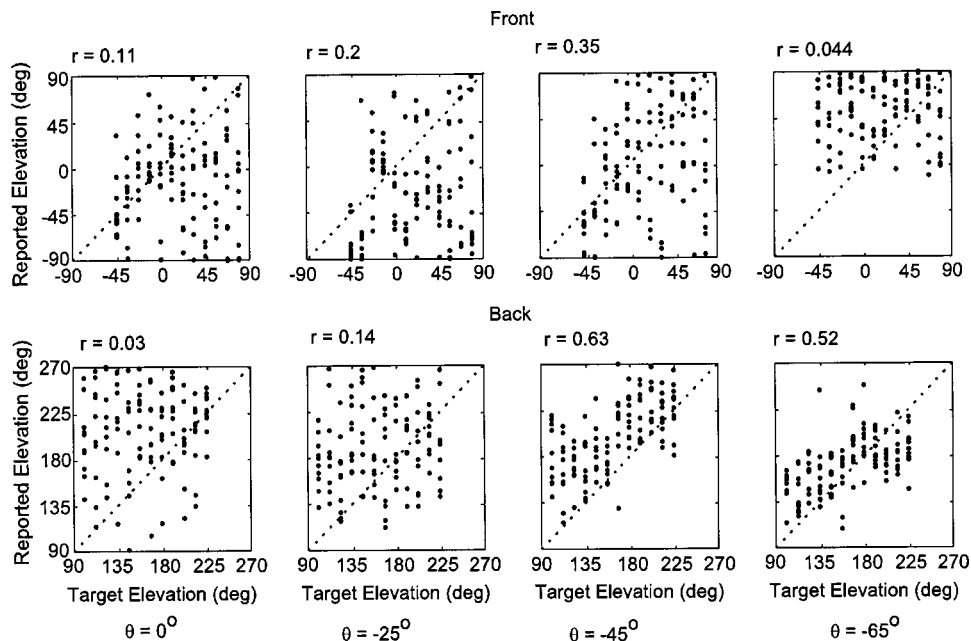 Front
r = 0.11 r = 0.2 r = 0.35 r = 0.044
Reported Elevation (deg)
90
45
0
-45
-90
-90 -45 0 45 90 -90 -45 0 45 90 -90 -45 0 45 90 -90 -45 0 45 90
Back
r = 0.03 r = 0.14 r = 0.63 r = 0.52
Reported Elevation (deg)
270
225
180
135
90
90 135 180 225 270 90 135 180 225 270 90 135 180 225 270 90 135 180 225 270
Target Elevation (deg) Target Elevation (deg) Target Elevation (deg) Target Elevation (deg)
θ = 0° θ = -25° θ = -45° θ = -65°